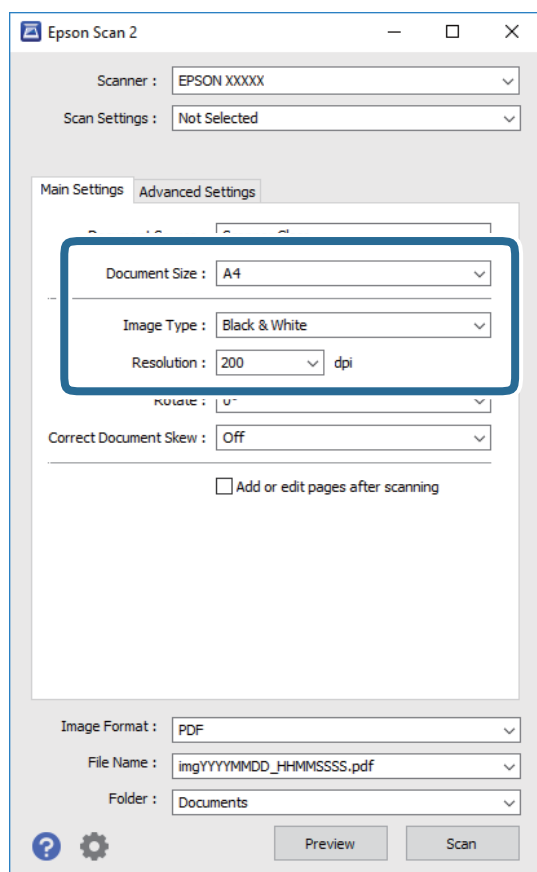 Epson Scan 2
Scanner : EPSON XXXXX
Scan Settings : Not Selected
Main Settings Advanced Settings
Document Size : A4
Image Type : Black & White
Resolution : 200 dpi
Rotate : 0°
Correct Document Skew : Off
Add or edit pages after scanning
Image Format : PDF
File Name : imgYYYYMMDD_HHMMSSSS.pdf
Folder : Documents
? Preview Scan